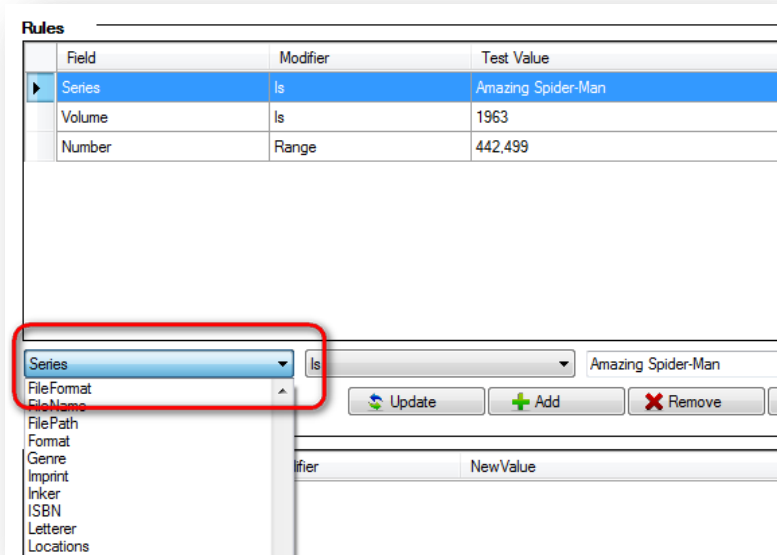 Rules
Field Modifier Test Value
Series Is Amazing Spider-Man
Volume Is 1963
Number Range 442,499
Series Is Amazing Spider-Man
FileFormat
FileName
Update Add Remove
FilePath
Format
Genre
NewValue
Imprint
Inker
ISBN
Letterer
Locations